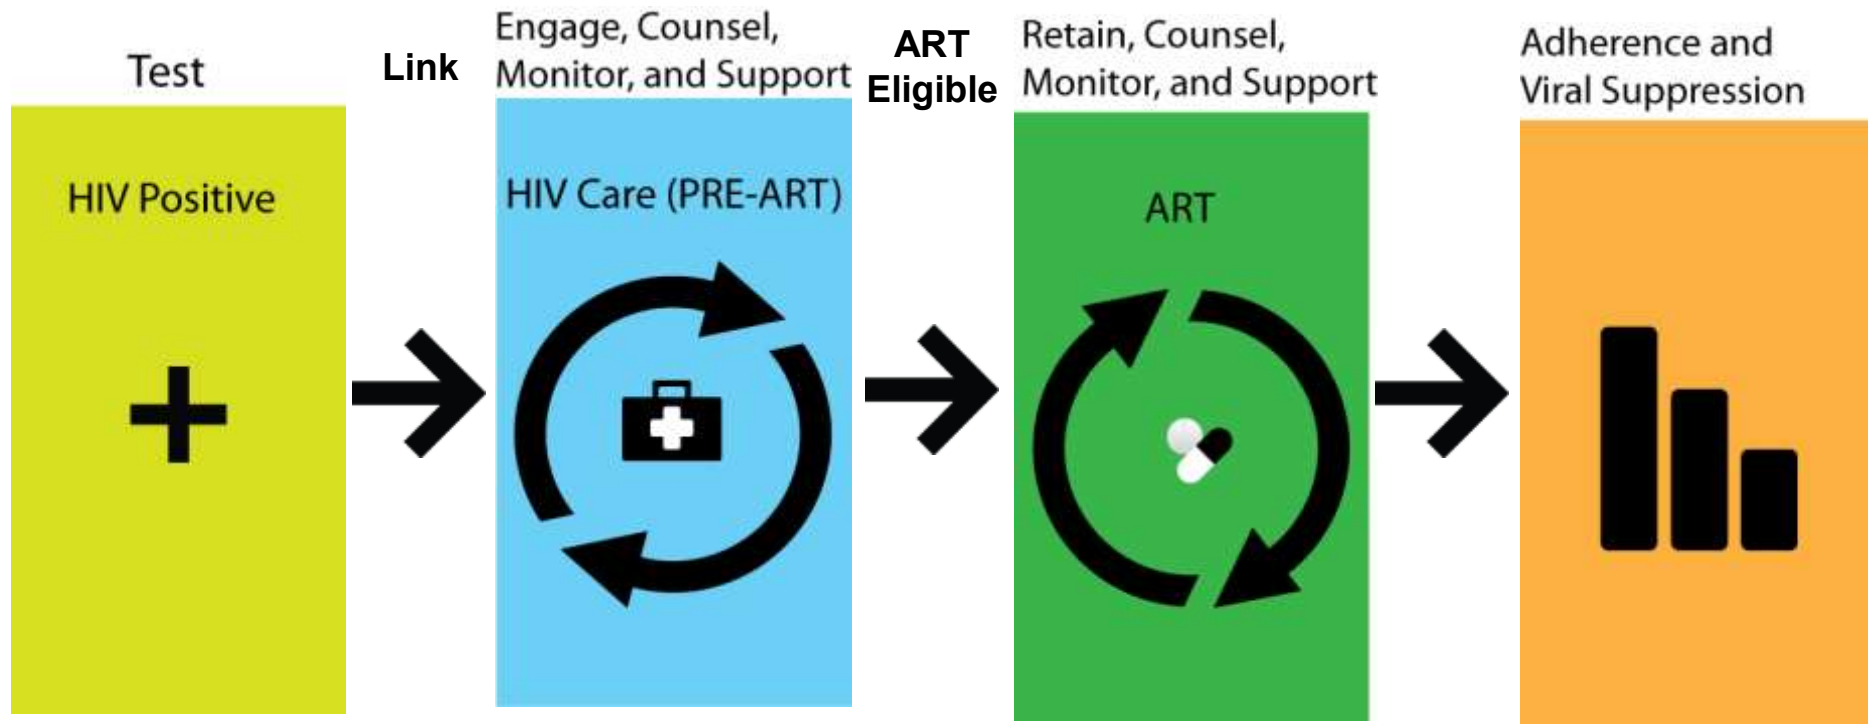 Test
HIV Positive
Link
Engage, Counsel,
Monitor, and Support
HIV Care (PRE-ART)
ART
Eligible
Retain, Counsel,
Monitor, and Support
ART
Adherence and
Viral Suppression